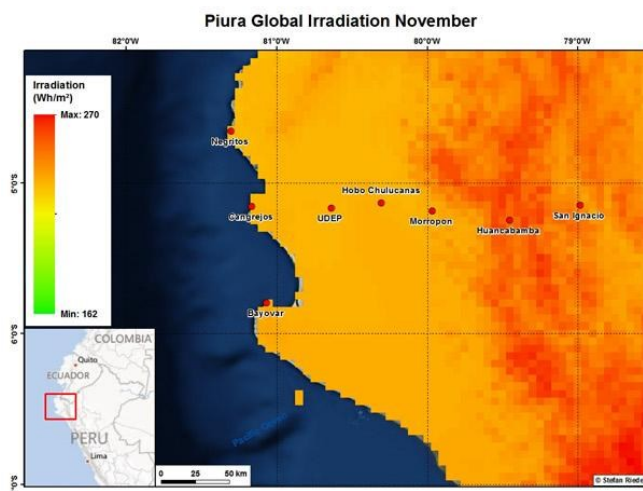 Piura Global Irradiation November
82°0'W
81°0'W
80°0'W
79°0'W
Irradiation
(Wh/m²)
Max: 270
Min: 162
Negritos
5°0'S
Cangrejos
UDEP
Hobo Chulucanas
Morropon
Huancabamba
San Ignacio
Bayovar
6°0'S
COLOMBIA
Quito
ECUADOR
PERU
Lima
Pacific Ocean
0 25 50 km
°0'S
© Stefan Riede